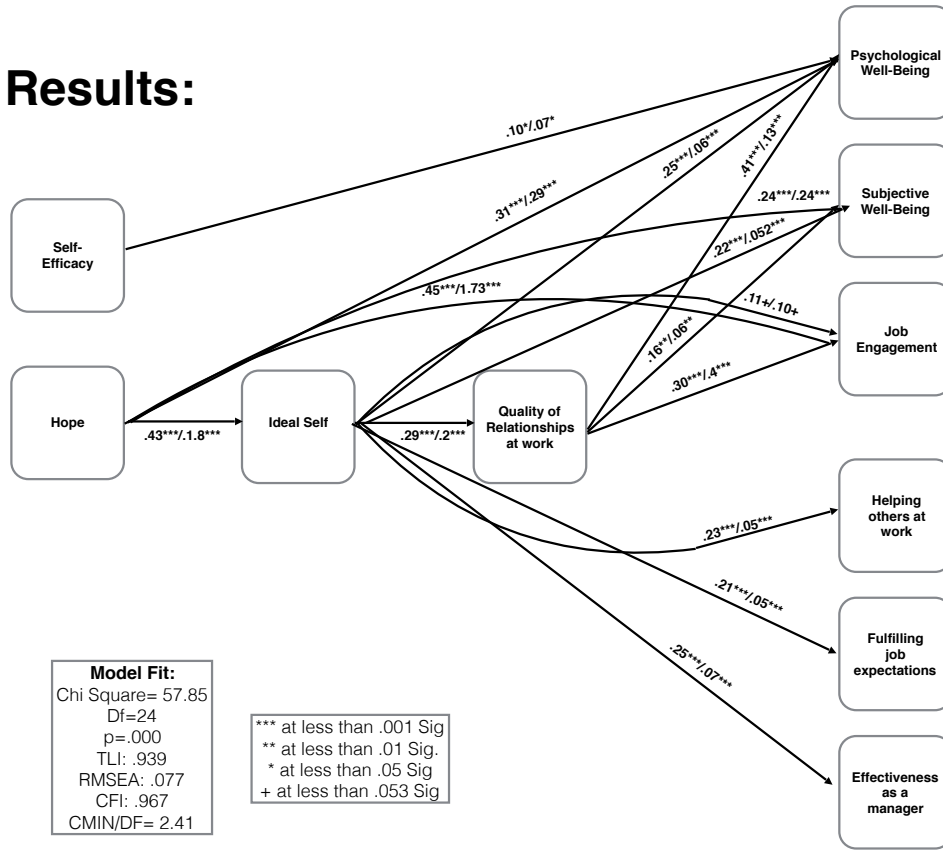 Results:
Psychological
Well-Being
.10*/.07*
.25***/.06***
.41***/.13***
.31***/.29***
.24***/.24***
Subjective
Well-Being
Self-
Efficacy
.22***/.052***
.45***/1.73***
.11+/.10+
.16**/.06**
Job
Engagement
.30***/.4***
Hope
Ideal Self
Quality of
Relationships
at work
.43***/.1.8***
.29***/.2***
Helping
others at
work
.23***/.05***
.21***/.05***
Fulfilling
job
expectations
.25***/.07***
Model Fit:
Chi Square= 57.85
Df=24
p=.000
TLI: .939
RMSEA: .077
CFI: .967
CMIN/DF= 2.41
*** at less than .001 Sig
** at less than .01 Sig.
* at less than .05 Sig
+ at less than .053 Sig
Effectiveness
as a
manager